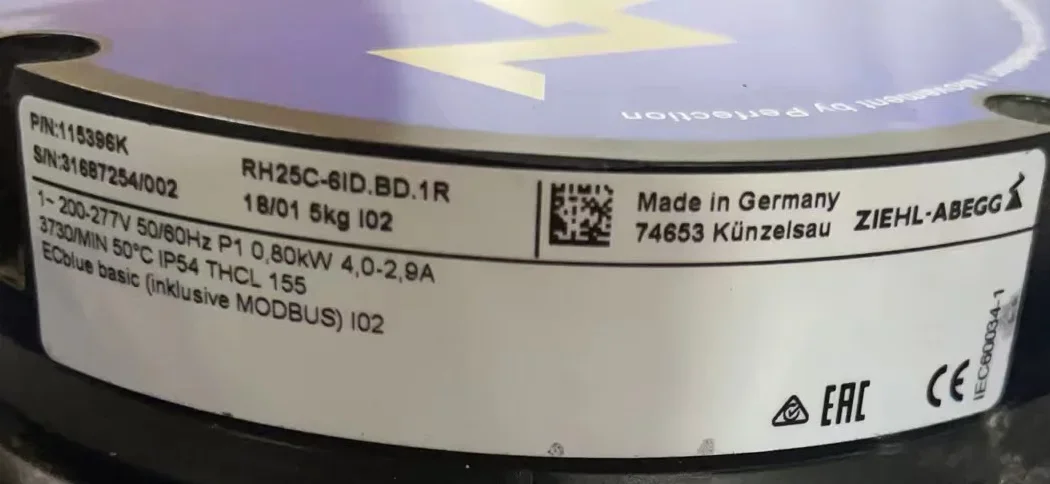 Movement by Perfection
P/N:115396K
S/N:31687254/002
RH25C-6ID.BD.1R
18/01 5kg I02
Made in Germany
74653 Künzelsau
ZIEHL-ABEGG
1~ 200-277V 50/60Hz P1 0,80kW 4,0-2,9A
3730/MIN 50°C IP54 THCL 155
ECblue basic (inklusive MODBUS) I02
EAC
CE
IEC60034-1